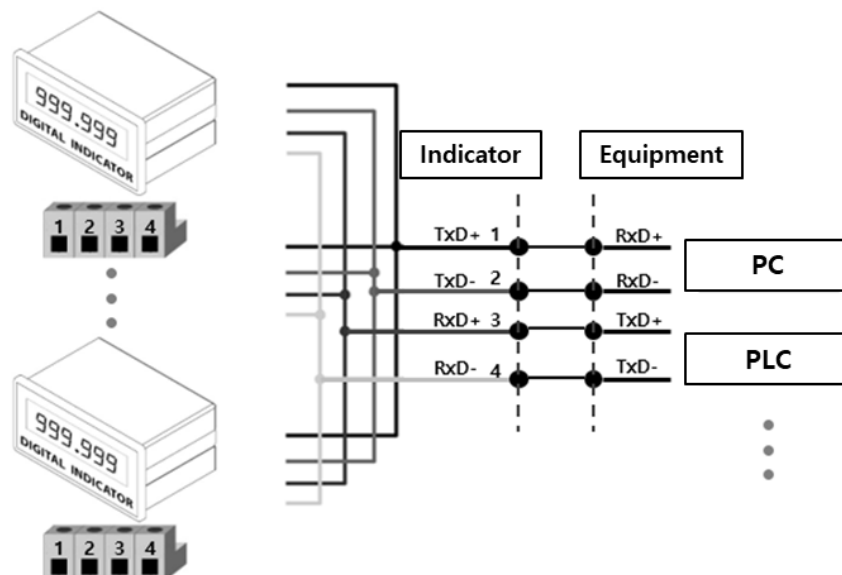 999.999
DIGITAL INDICATOR
1 2 3 4
Indicator Equipment
TxD+ 1 RxD+
TxD- 2 RxD-
RxD+ 3 TxD+
RxD- 4 TxD-
PC
PLC
999.999
DIGITAL INDICATOR
1 2 3 4